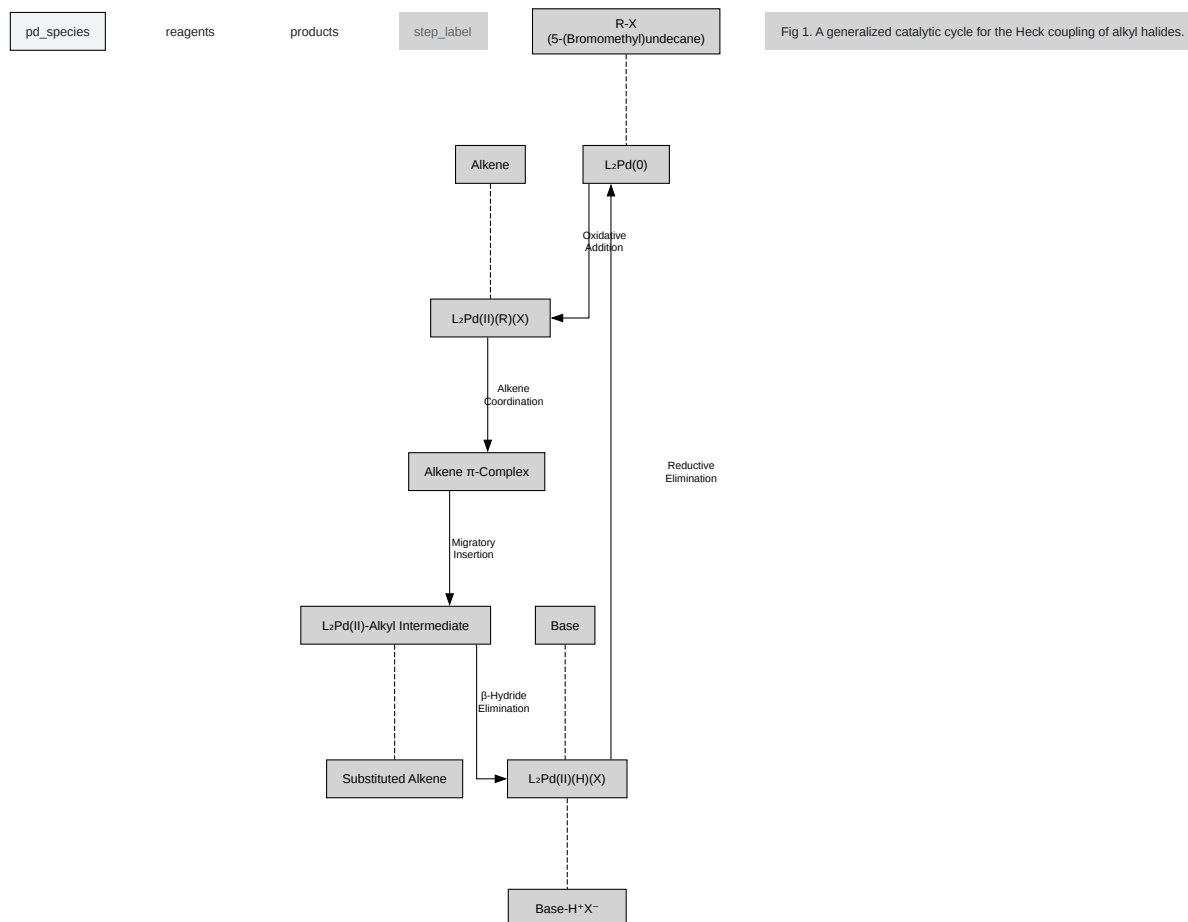 pd_species
reagents
products
step_label
R-X
(5-(Bromomethyl)undecane)
Fig 1. A generalized catalytic cycle for the Heck coupling of alkyl halides.
Alkene
L₂Pd(0)
Oxidative
Addition
L₂Pd(II)(R)(X)
Alkene
Coordination
Alkene π-Complex
Reductive
Elimination
Migratory
Insertion
L₂Pd(II)-Alkyl Intermediate
Base
β-Hydride
Elimination
Substituted Alkene
L₂Pd(II)(H)(X)
Base-H⁺X⁻